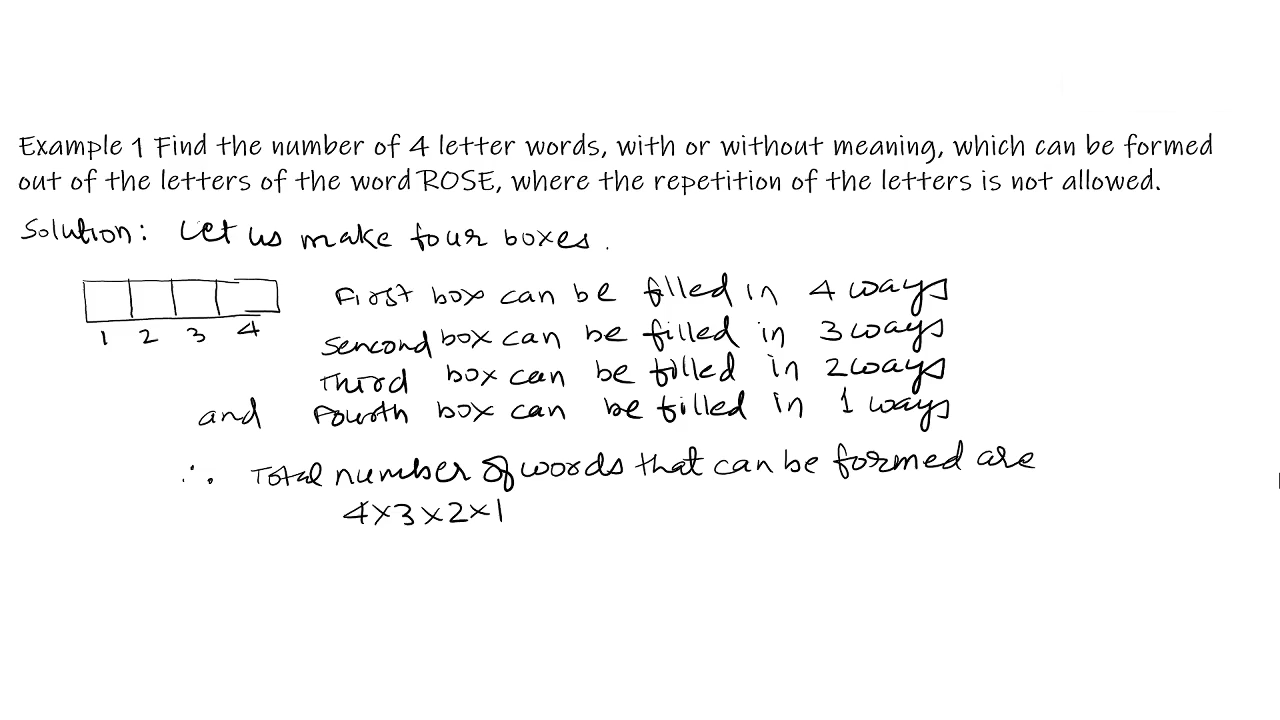 Example 1 Find the number of 4 letter words, with or without meaning, which can be formed
out of the letters of the word ROSE, where the repetition of the letters is not allowed.
Solution: Let us make four boxes.
1 2 3 4
First box can be filled in 4 ways
Sencond box can be filled in 3 ways
Third box can be filled in 2 ways
and Fourth box can be filled in 1 ways
∴ Total number of words that can be formed are
4×3×2×1